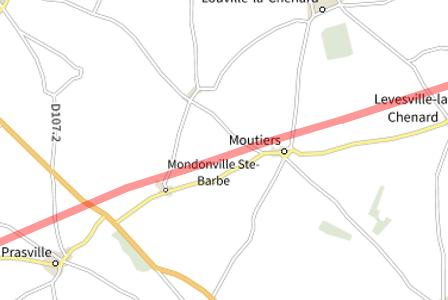 Louville-la-Chenard
Levesville-la-
Chenard
D107.2
Moutiers
Mondonville Ste-
Barbe
Prasville